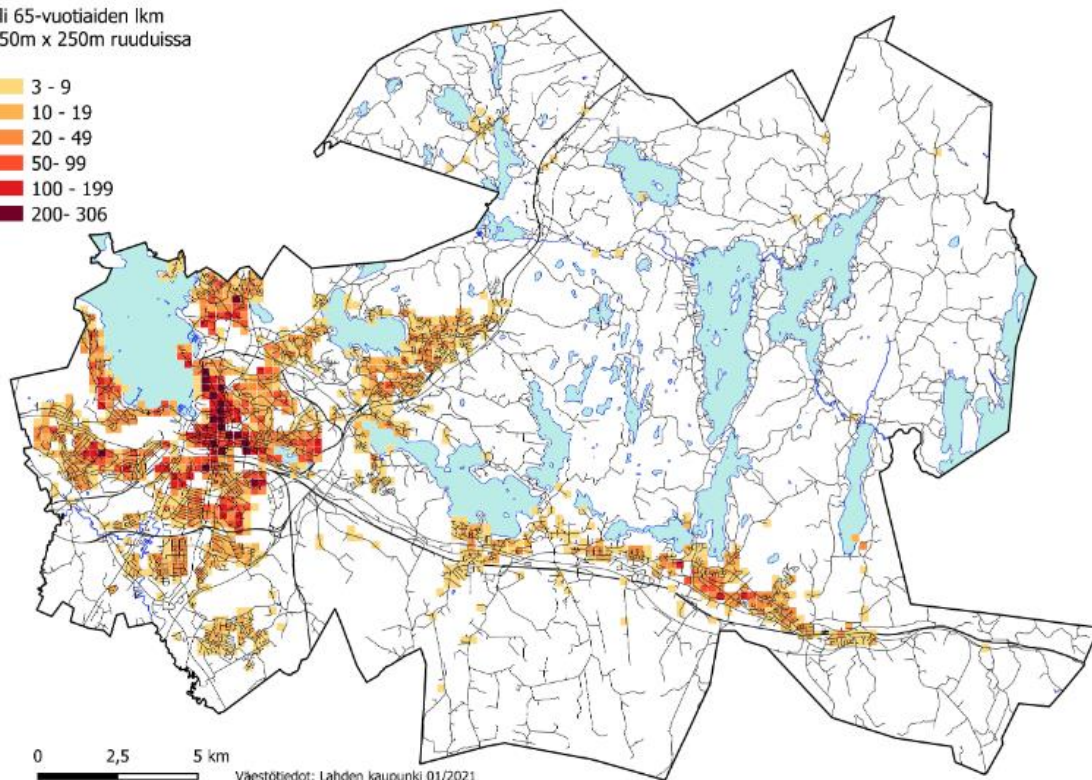 li 65-vuotiaiden lkm
50m x 250m ruuduissa
3 - 9
10 - 19
20 - 49
50- 99
100 - 199
200- 306
0 2,5 5 km
Väestötiedot: Lahden kaupunki 01/2021